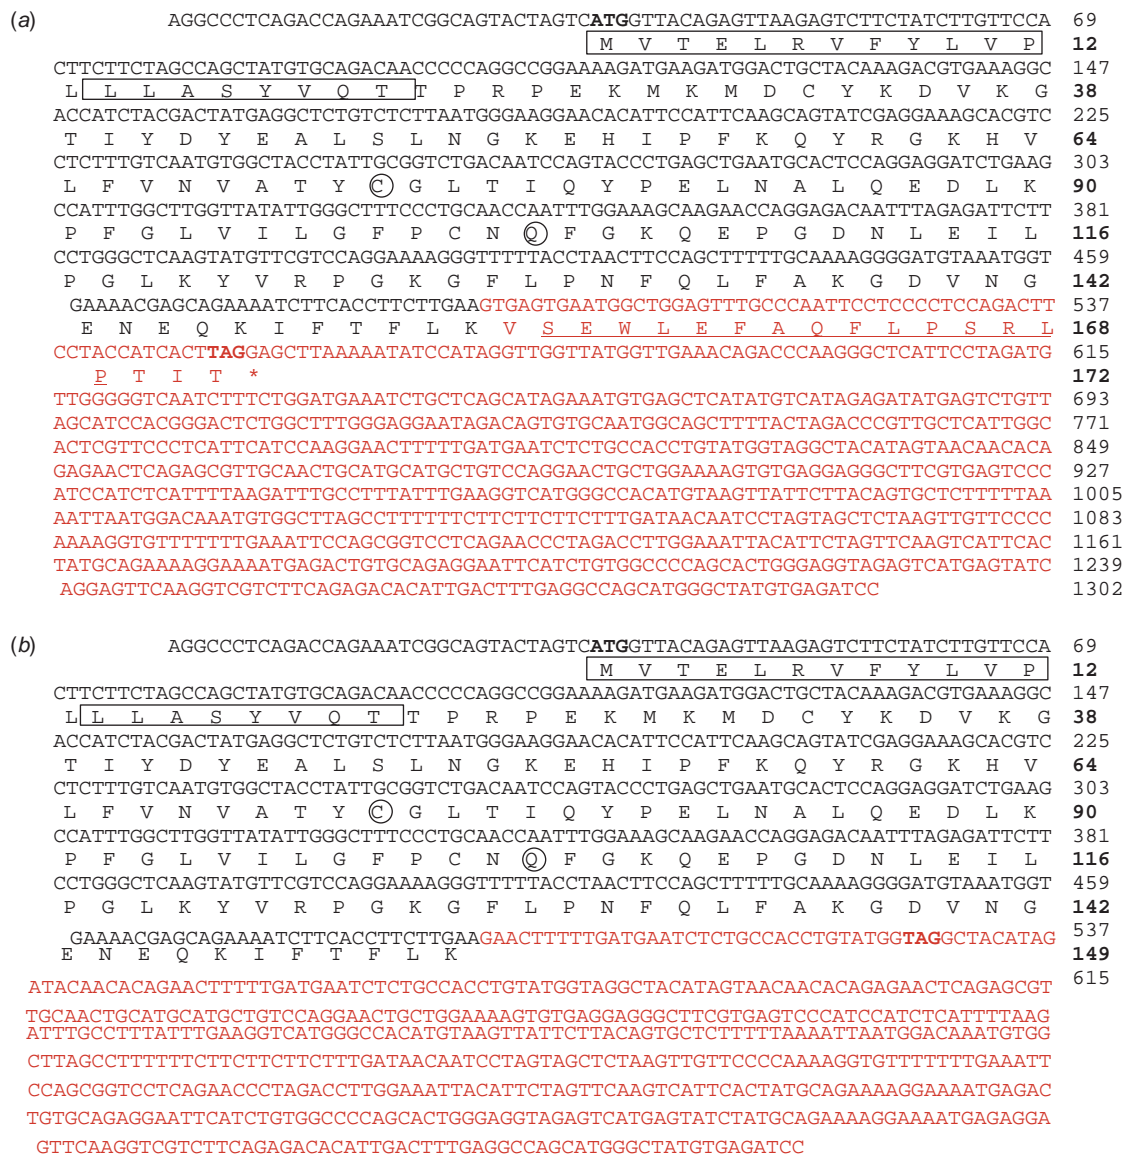 (a) AGGCCCTCAGACCAGAAATCGGCAGTACTAGTCATGGTTACAGAGTTAAGAGTCTTCTATCTTGTTCCA 69
M V T E L R V F Y L V P 12
CTTCTTCTAGCCAGCTATGTGCAGACAACCCCCAGGCCGGAAAAGATGAAGATGGACTGCTACAAAGACGTGAAAGGC 147
L L L A S Y V Q T T P R P E K M K M D C Y K D V K G 38
ACCATCTACGACTATGAGGCTCTGTCTCTTAATGGGAAGGAACACATTCCATTCAAGCAGTATCGAGGAAAGCACGTC 225
T I Y D Y E A L S L N G K E H I P F K Q Y R G K H V 64
CTCTTTGTCAATGTGGCTACCTATTGCGGTCTGACAATCCAGTACCCTGAGCTGAATGCACTCCAGGAGGATCTGAAG 303
L F V N V A T Y C G L T I Q Y P E L N A L Q E D L K 90
CCATTTGGCTTGGTTATATTGGGCTTTCCCTGCAACCAATTTGGAAAGCAAGAACCAGGAGACAATTTAGAGATTCTT 381
P F G L V I L G F P C N Q F G K Q E P G D N L E I L 116
CCTGGGCTCAAGTATGTTCGTCCAGGAAAAGGGTTTTTACCTAACTTCCAGCTTTTTGCAAAAGGGGATGTAAATGGT 459
P G L K Y V R P G K G F L P N F Q L F A K G D V N G 142
GAAAACGAGCAGAAAATCTTCACCTTCTTGAAGTGAGTGAATGGCTGGAGTTTGCCCAATTCCTCCCCTCCAGACTT 537
E N E Q K I F T F L K V S E W L E F A Q F L P S R L 168
CCTACCATCACTTAGGAGCTTAAAAATATCCATAGGTTGGTTATGGTTGAAACAGACCCAAGGGCTCATTCCTAGATG 615
P T I T * 172
TTGGGGGTCAATCTTTCTGGATGAAATCTGCTCAGCATAGAAATGTGAGCTCATATGTCATAGAGATATGAGTCTGTT 693
AGCATCCACGGGACTCTGGCTTTGGGAGGAATAGACAGTGTGCAATGGCAGCTTTTACTAGACCCGTTGCTCATTGGC 771
ACTCGTTCCCTCATTCATCCAAGGAACTTTTTGATGAATCTCTGCCACCTGTATGGTAGGCTACATAGTAACAACACA 849
GAGAACTCAGAGCGTTGCAACTGCATGCATGCTGTCCAGGAACTGCTGGAAAAGTGTGAGGAGGGCTTCGTGAGTCCC 927
ATCCATCTCATTTTAAGATTTGCCTTTATTTGAAGGTCATGGGCCACATGTAAGTTATTCTTACAGTGCTCTTTTTAA 1005
AATTAATGGACAAATGTGGCTTAGCCTTTTTTCTTCTTCTTCTTTGATAACAATCCTAGTAGCTCTAAGTTGTTCCCC 1083
AAAAGGTGTTTTTTTGAAATTCCAGCGGTCCTCAGAACCCTAGACCTTGGAAATTACATTCTAGTTCAAGTCATTCAC 1161
TATGCAGAAAAGGAAAATGAGACTGTGCAGAGGAATTCATCTGTGGCCCCAGCACTGGGAGGTAGAGTCATGAGTATC 1239
AGGAGTTCAAGGTCGTCTTCAGAGACACATTGACTTTGAGGCCAGCATGGGCTATGTGAGATCC 1302
(b) AGGCCCTCAGACCAGAAATCGGCAGTACTAGTCATGGTTACAGAGTTAAGAGTCTTCTATCTTGTTCCA 69
M V T E L R V F Y L V P 12
CTTCTTCTAGCCAGCTATGTGCAGACAACCCCCAGGCCGGAAAAGATGAAGATGGACTGCTACAAAGACGTGAAAGGC 147
L L L A S Y V Q T T P R P E K M K M D C Y K D V K G 38
ACCATCTACGACTATGAGGCTCTGTCTCTTAATGGGAAGGAACACATTCCATTCAAGCAGTATCGAGGAAAGCACGTC 225
T I Y D Y E A L S L N G K E H I P F K Q Y R G K H V 64
CTCTTTGTCAATGTGGCTACCTATTGCGGTCTGACAATCCAGTACCCTGAGCTGAATGCACTCCAGGAGGATCTGAAG 303
L F V N V A T Y C G L T I Q Y P E L N A L Q E D L K 90
CCATTTGGCTTGGTTATATTGGGCTTTCCCTGCAACCAATTTGGAAAGCAAGAACCAGGAGACAATTTAGAGATTCTT 381
P F G L V I L G F P C N Q F G K Q E P G D N L E I L 116
CCTGGGCTCAAGTATGTTCGTCCAGGAAAAGGGTTTTTACCTAACTTCCAGCTTTTTGCAAAAGGGGATGTAAATGGT 459
P G L K Y V R P G K G F L P N F Q L F A K G D V N G 142
GAAAACGAGCAGAAAATCTTCACCTTCTTGAAGAACTTTTTGATGAATCTCTGCCACCTGTATGGTAGGCTACATAG 537
E N E Q K I F T F L K 149
ATACAACACAGAACTTTTTGATGAATCTCTGCCACCTGTATGGTAGGCTACATAGTAACAACACAGAGAACTCAGAGCGT 615
TGCAACTGCATGCATGCTGTCCAGGAACTGCTGGAAAAGTGTGAGGAGGGCTTCGTGAGTCCCATCCATCTCATTTTAAG
ATTTGCCTTTATTTGAAGGTCATGGGCCACATGTAAGTTATTCTTACAGTGCTCTTTTTAAAATTAATGGACAAATGTGG
CTTAGCCTTTTTTCTTCTTCTTCTTTGATAACAATCCTAGTAGCTCTAAGTTGTTCCCCAAAAGGTGTTTTTTTGAAATT
CCAGCGGTCCTCAGAACCCTAGACCTTGGAAATTACATTCTAGTTCAAGTCATTCACTATGCAGAAAAGGAAAATGAGAC
TGTGCAGAGGAATTCATCTGTGGCCCCAGCACTGGGAGGTAGAGTCATGAGTATCTATGCAGAAAAGGAAAATGAGAGGA
GTTCAAGGTCGTCTTCAGAGACACATTGACTTTGAGGCCAGCATGGGCTATGTGAGATCC